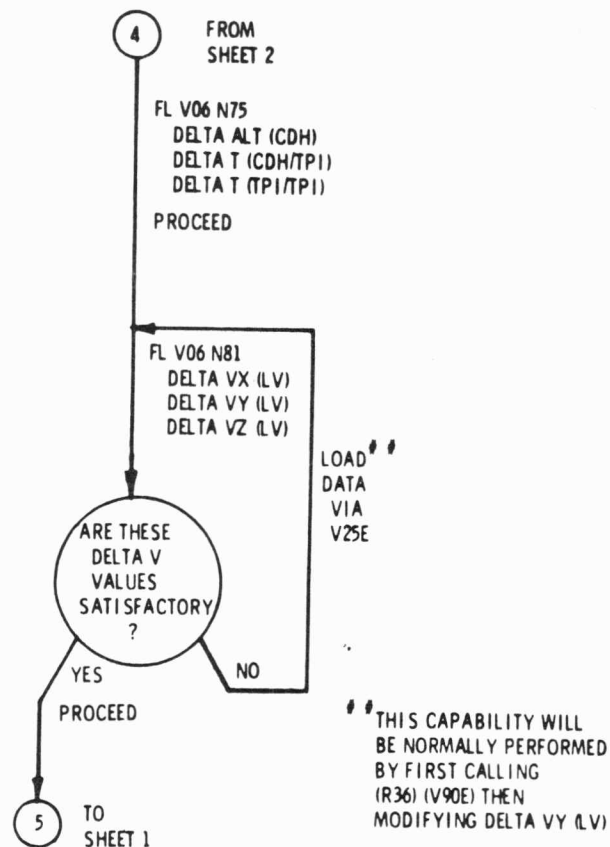 4
FROM
SHEET 2
FL V06 N75
DELTA ALT (CDH)
DELTA T (CDH/TPI)
DELTA T (TPI/TPI)
PROCEED
FL V06 N81
DELTA VX (LV)
DELTA VY (LV)
DELTA VZ (LV)
LOAD ##
DATA
VIA
V25E
ARE THESE
DELTA V
VALUES
SATISFACTORY
?
YES
NO
PROCEED
5
TO
SHEET 1
## THIS CAPABILITY WILL
BE NORMALLY PERFORMED
BY FIRST CALLING
(R36) (V90E) THEN
MODIFYING DELTA VY (LV)